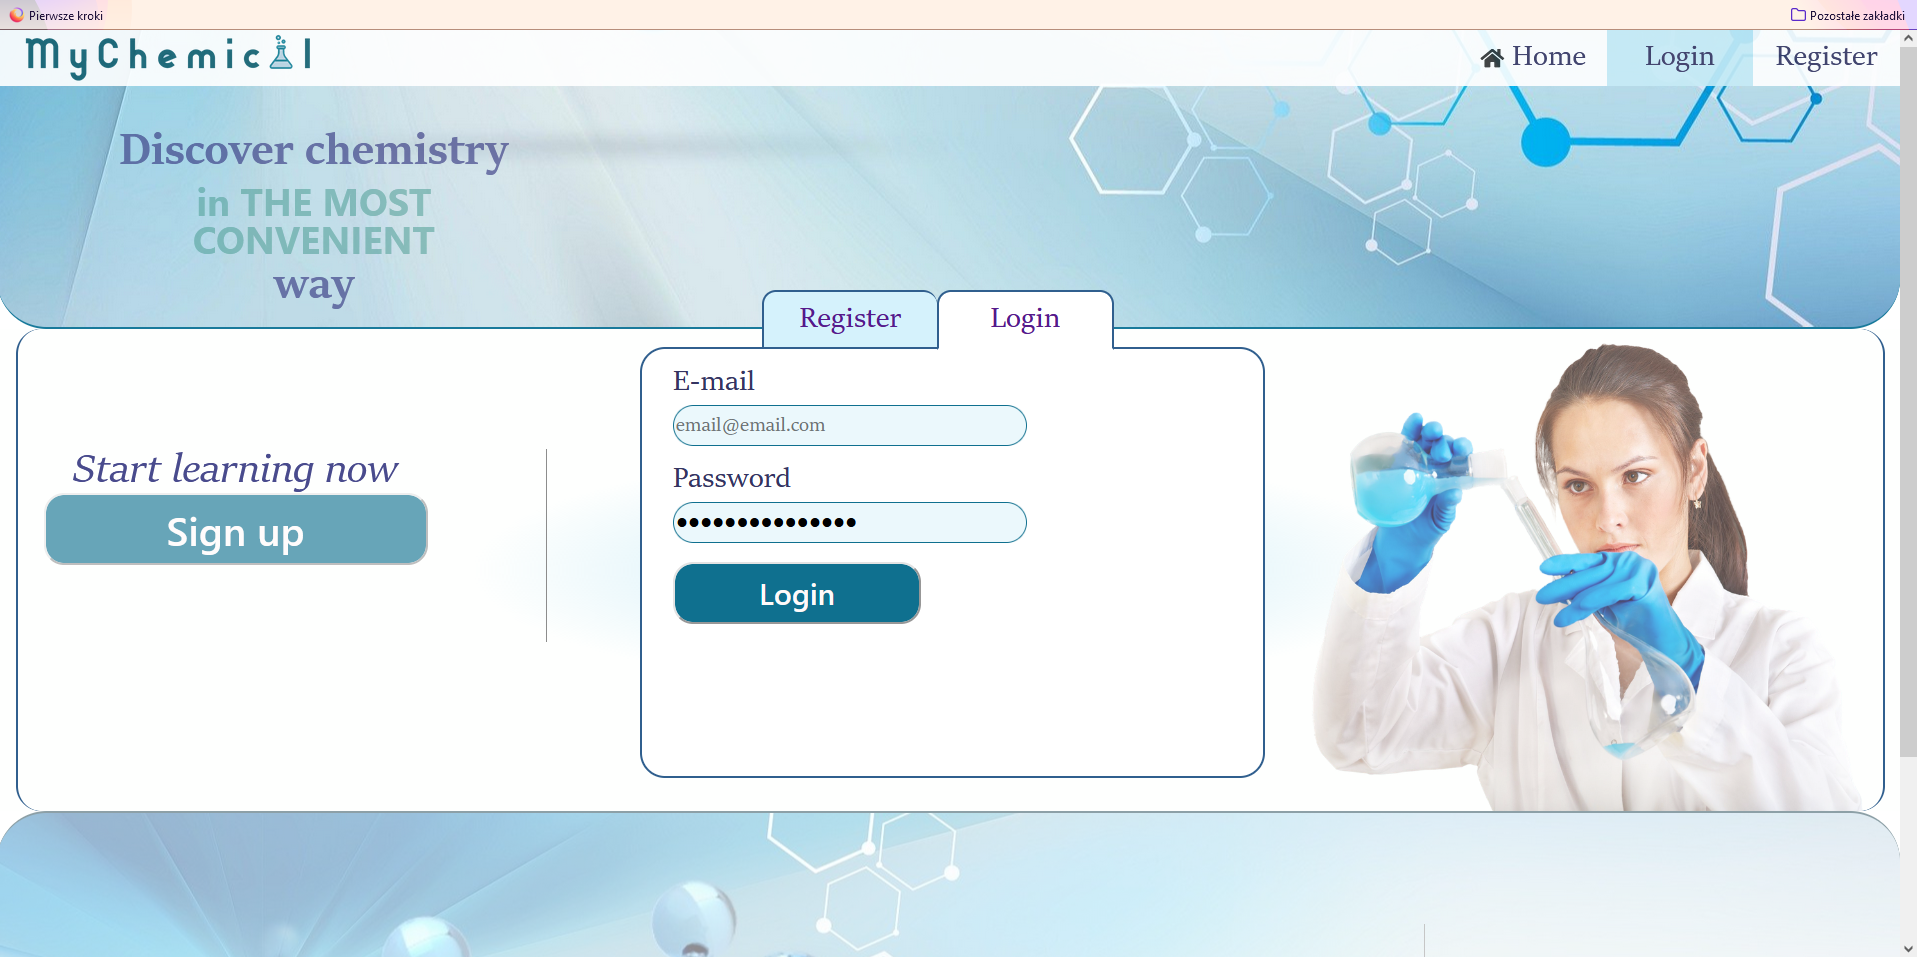 Pierwsze kroki
Pozostałe zakładki
MyChemical
Home
Login
Register
Discover chemistry
in THE MOST
CONVENIENT
way
Register
Login
E-mail
email@email.com
Password
•••••••••••••••
Login
Start learning now
Sign up